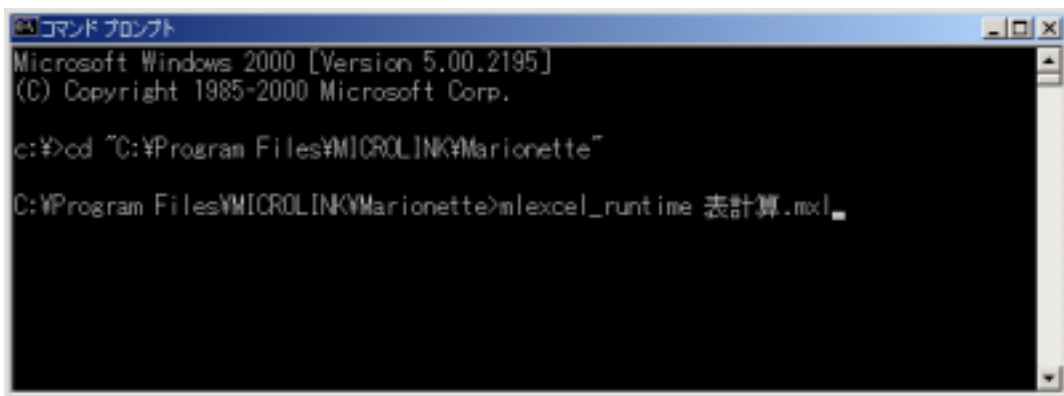 コマンド プロンプト
Microsoft Windows 2000 [Version 5.00.2195]
(C) Copyright 1985-2000 Microsoft Corp.
c:¥>cd "C:¥Program Files¥MICROLINK¥Marionette"
C:¥Program Files¥MICROLINK¥Marionette>mlexcel_runtime 表計算.mxl